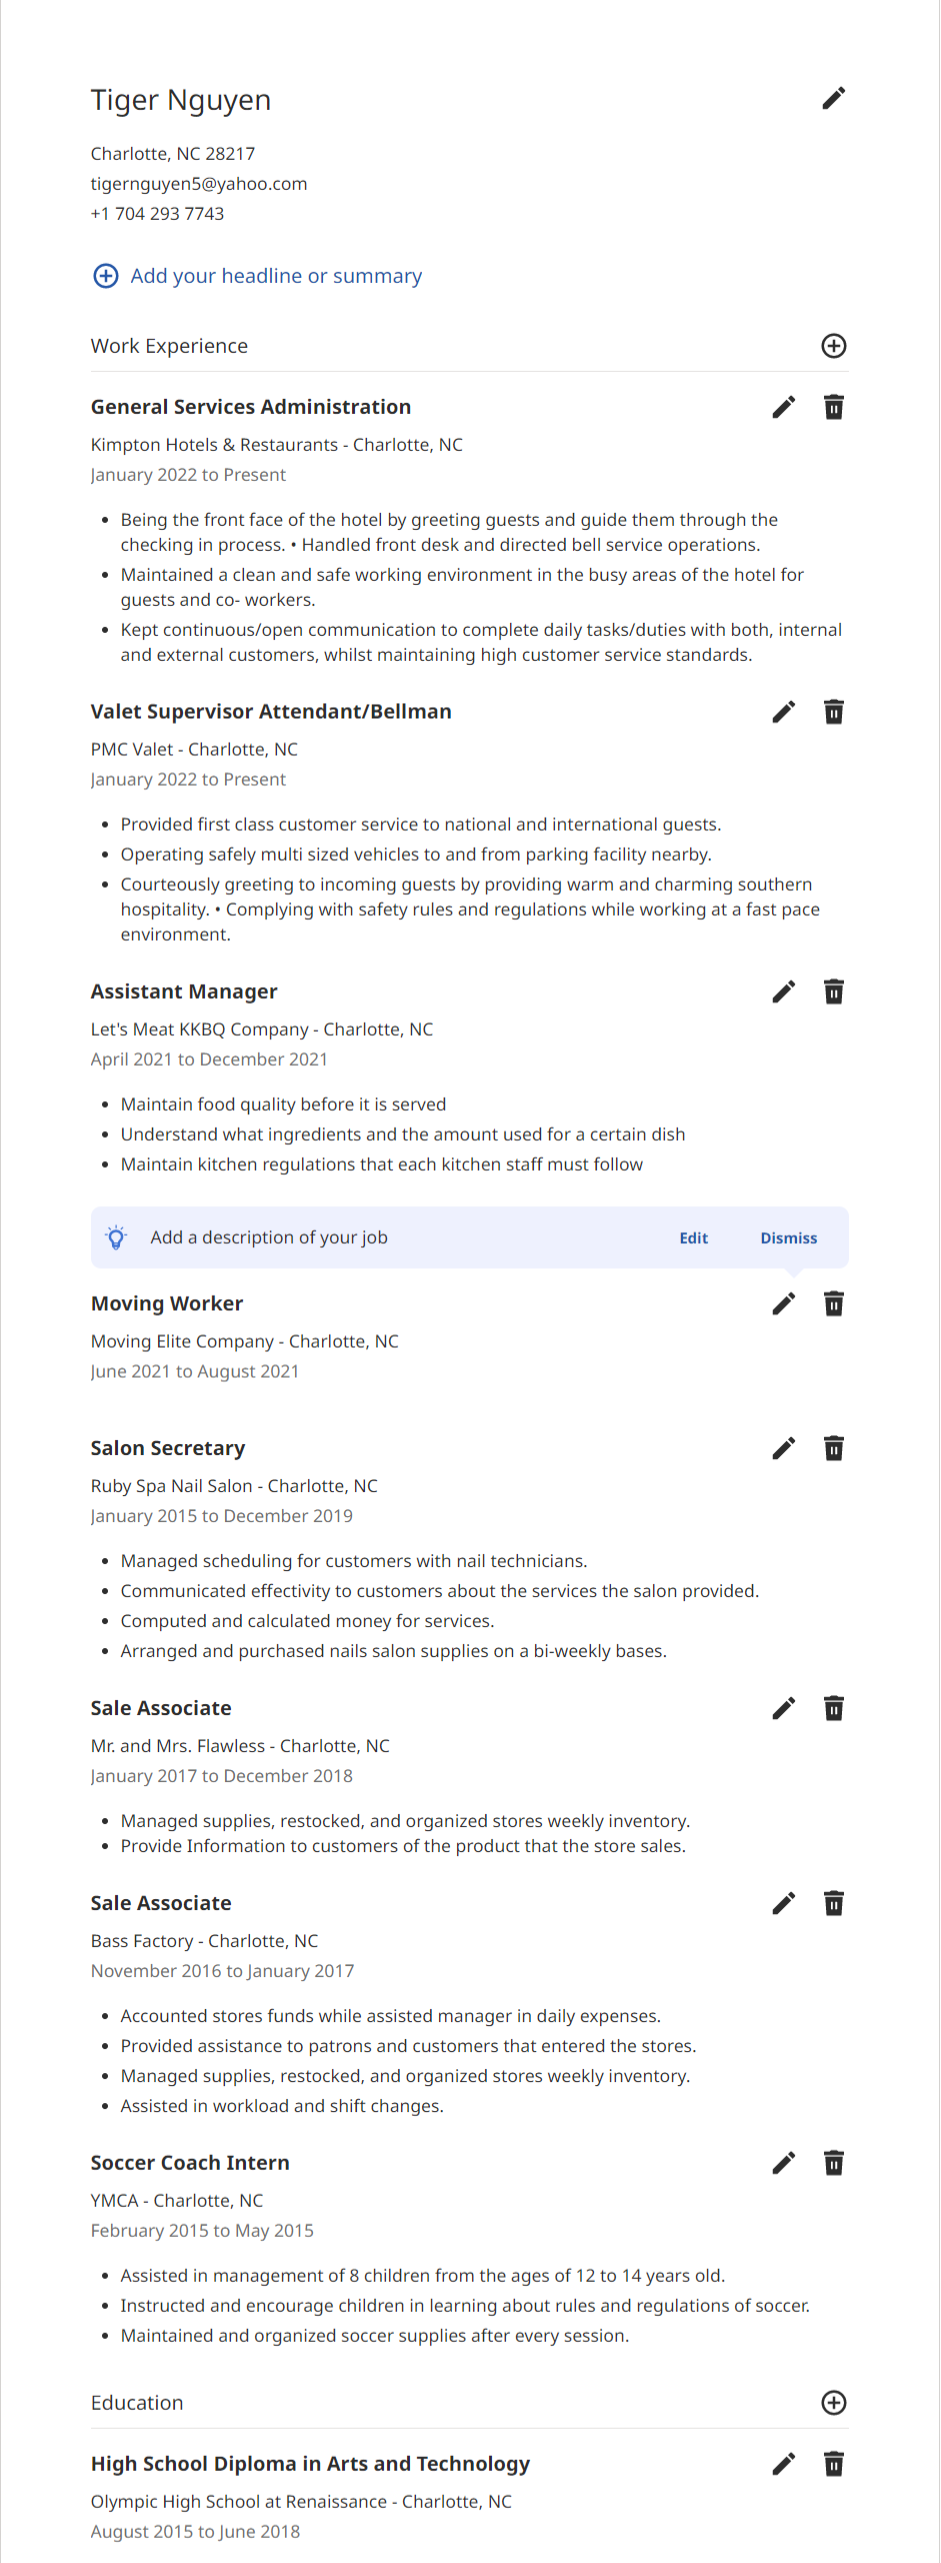 Tiger Nguyen
Charlotte, NC 28217
tigernguyen5@yahoo.com
+1 704 293 7743
Add your headline or summary
Work Experience
General Services Administration
Kimpton Hotels & Restaurants - Charlotte, NC
January 2022 to Present
• Being the front face of the hotel by greeting guests and guide them through the
checking in process. • Handled front desk and directed bell service operations.
• Maintained a clean and safe working environment in the busy areas of the hotel for
guests and co- workers.
• Kept continuous/open communication to complete daily tasks/duties with both, internal
and external customers, whilst maintaining high customer service standards.
Valet Supervisor Attendant/Bellman
PMC Valet - Charlotte, NC
January 2022 to Present
• Provided first class customer service to national and international guests.
• Operating safely multi sized vehicles to and from parking facility nearby.
• Courteously greeting to incoming guests by providing warm and charming southern
hospitality. • Complying with safety rules and regulations while working at a fast pace
environment.
Assistant Manager
Let's Meat KKBQ Company - Charlotte, NC
April 2021 to December 2021
• Maintain food quality before it is served
• Understand what ingredients and the amount used for a certain dish
• Maintain kitchen regulations that each kitchen staff must follow
Add a description of your job Edit Dismiss
Moving Worker
Moving Elite Company - Charlotte, NC
June 2021 to August 2021
Salon Secretary
Ruby Spa Nail Salon - Charlotte, NC
January 2015 to December 2019
• Managed scheduling for customers with nail technicians.
• Communicated effectivity to customers about the services the salon provided.
• Computed and calculated money for services.
• Arranged and purchased nails salon supplies on a bi-weekly bases.
Sale Associate
Mr. and Mrs. Flawless - Charlotte, NC
January 2017 to December 2018
• Managed supplies, restocked, and organized stores weekly inventory.
• Provide Information to customers of the product that the store sales.
Sale Associate
Bass Factory - Charlotte, NC
November 2016 to January 2017
• Accounted stores funds while assisted manager in daily expenses.
• Provided assistance to patrons and customers that entered the stores.
• Managed supplies, restocked, and organized stores weekly inventory.
• Assisted in workload and shift changes.
Soccer Coach Intern
YMCA - Charlotte, NC
February 2015 to May 2015
• Assisted in management of 8 children from the ages of 12 to 14 years old.
• Instructed and encourage children in learning about rules and regulations of soccer.
• Maintained and organized soccer supplies after every session.
Education
High School Diploma in Arts and Technology
Olympic High School at Renaissance - Charlotte, NC
August 2015 to June 2018